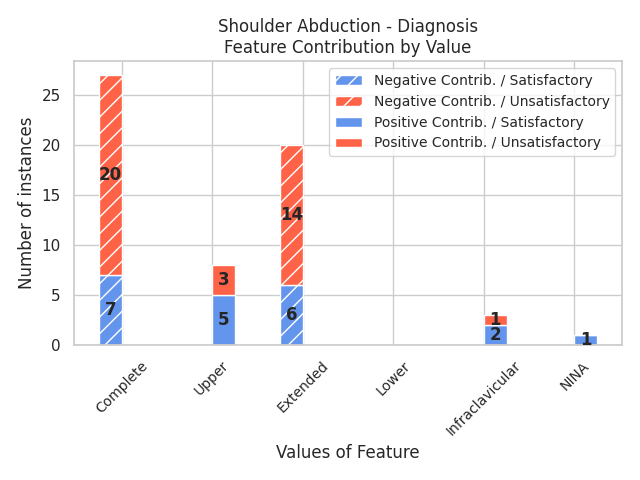 Shoulder Abduction - Diagnosis
Feature Contribution by Value
Negative Contrib. / Satisfactory
Negative Contrib. / Unsatisfactory
Positive Contrib. / Satisfactory
Positive Contrib. / Unsatisfactory
Number of instances
25
20
15
10
5
0
20
7
3
5
14
6
1
2
1
Complete
Upper
Extended
Lower
Infraclavicular
NINA
Values of Feature